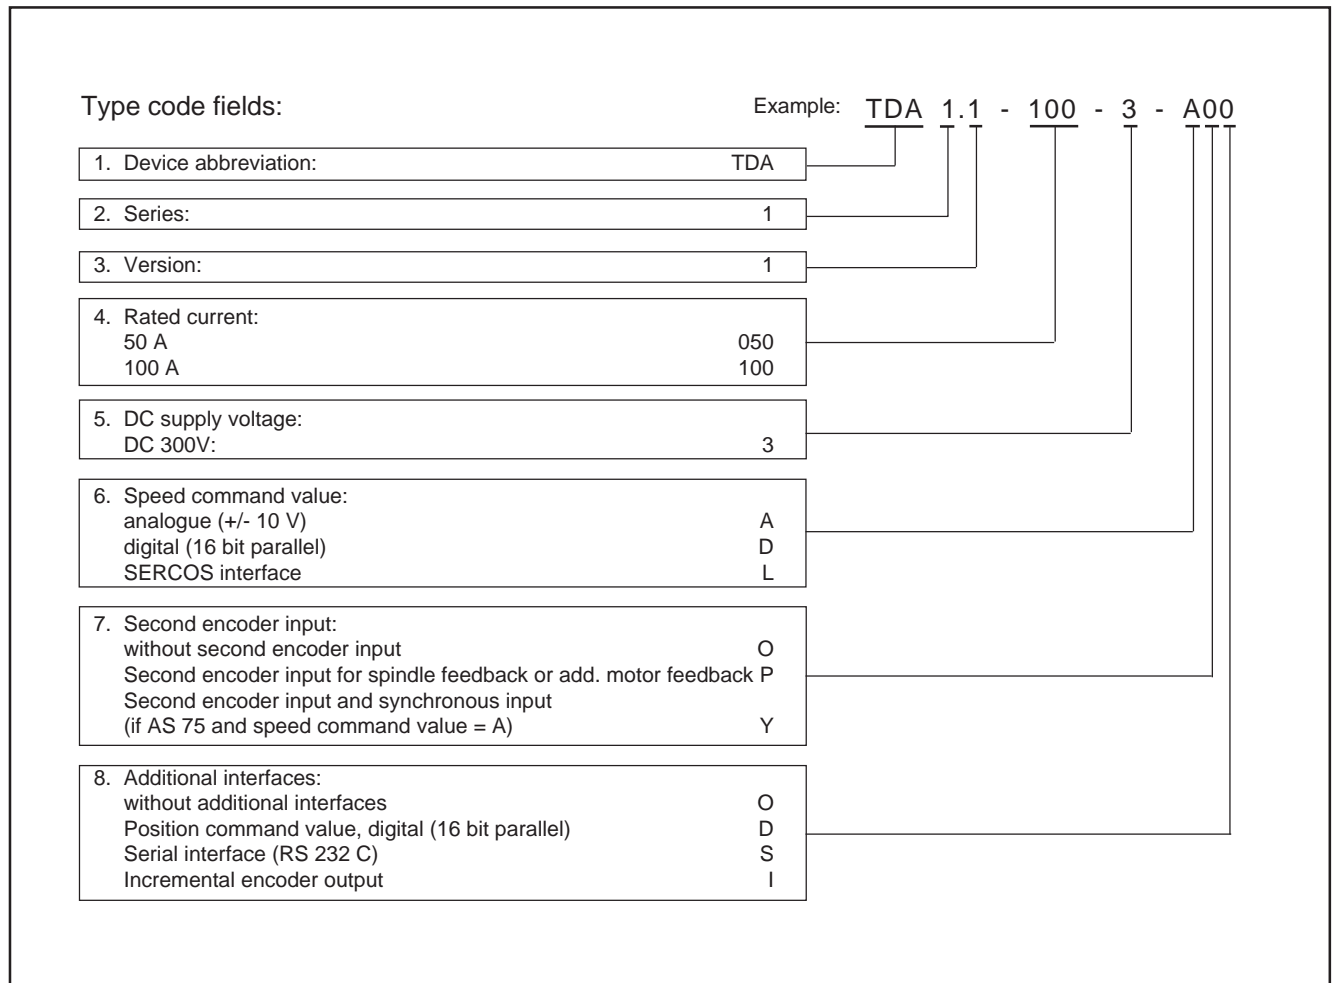 Type code fields: Example: TDA 1.1 - 100 - 3 - A00
1. Device abbreviation: TDA
2. Series: 1
3. Version: 1
4. Rated current:
50 A 050
100 A 100
5. DC supply voltage:
DC 300V: 3
6. Speed command value:
analogue (+/- 10 V) A
digital (16 bit parallel) D
SERCOS interface L
7. Second encoder input:
without second encoder input O
Second encoder input for spindle feedback or add. motor feedback P
Second encoder input and synchronous input
(if AS 75 and speed command value = A) Y
8. Additional interfaces:
without additional interfaces O
Position command value, digital (16 bit parallel) D
Serial interface (RS 232 C) S
Incremental encoder output I